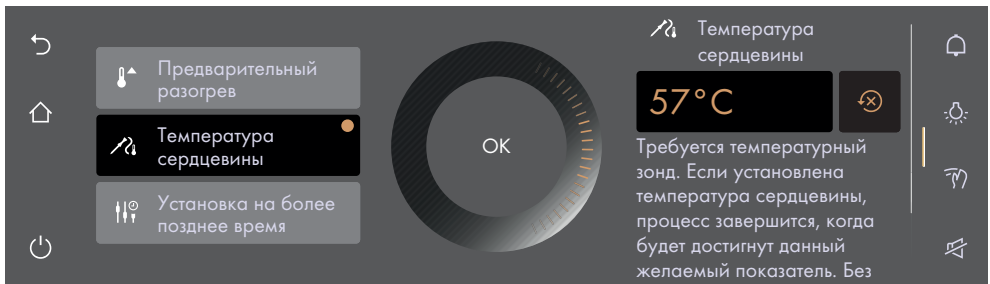 Предварительный
разогрев
Температура
сердцевины
Установка на более
позднее время
OK
Температура
сердцевины
57°C
Требуется температурный
зонд. Если установлена
температура сердцевины,
процесс завершится, когда
будет достигнут данный
желаемый показатель. Без